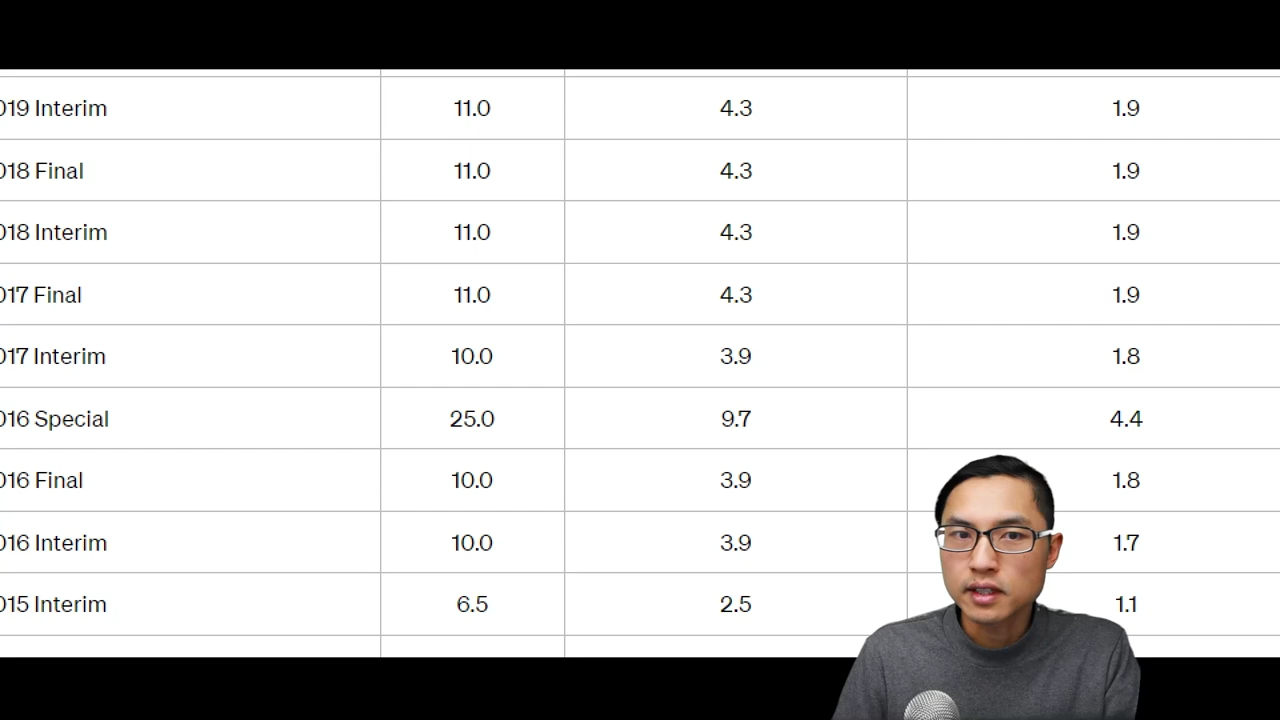 019 Interim 11.0 4.3 1.9
018 Final 11.0 4.3 1.9
018 Interim 11.0 4.3 1.9
017 Final 11.0 4.3 1.9
017 Interim 10.0 3.9 1.8
016 Special 25.0 9.7 4.4
016 Final 10.0 3.9 1.8
016 Interim 10.0 3.9 1.7
015 Interim 6.5 2.5 1.1